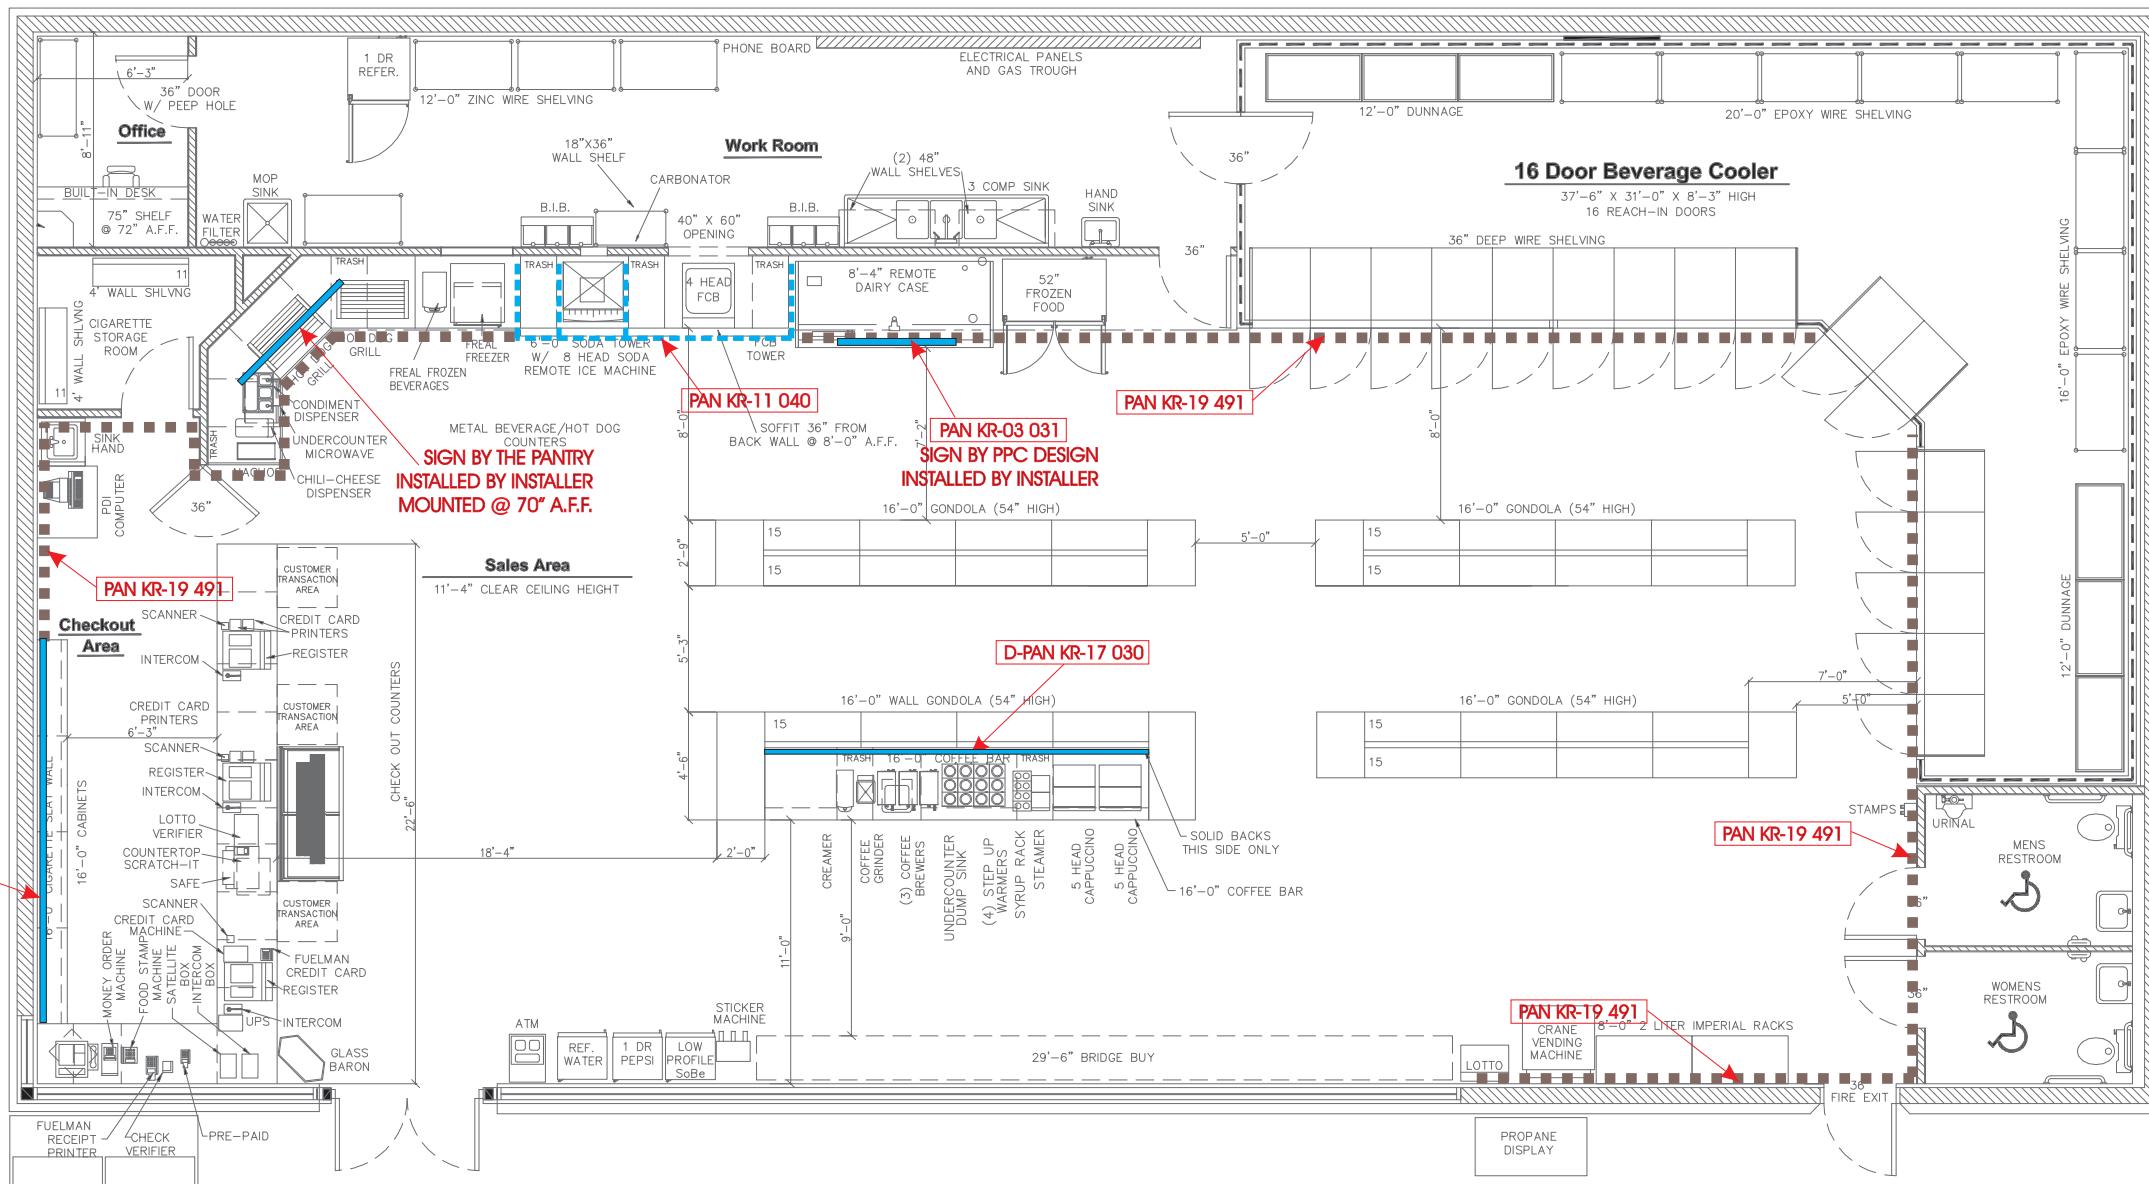 6'-3"
36" DOOR
W/ PEEP HOLE
Office
8'-11"
BUILT-IN DESK
75" SHELF
@ 72" A.F.F.
WATER
FILTER
MOP
SINK
1 DR
REFER.
12'-0" ZINC WIRE SHELVING
PHONE BOARD
ELECTRICAL PANELS
AND GAS TROUGH
18"X36"
WALL SHELF
Work Room
CARBONATOR
(2) 48"
WALL SHELVES
3 COMP SINK
HAND
SINK
B.I.B.
40" X 60"
OPENING
B.I.B.
36"
36"
12'-0" DUNNAGE
20'-0" EPOXY WIRE SHELVING
16 Door Beverage Cooler
37'-6" X 31'-0" X 8'-3" HIGH
16 REACH-IN DOORS
36" DEEP WIRE SHELVING
16'-0" EPOXY WIRE SHELVING
12'-0" DUNNAGE
11
4' WALL SHLVNG
4' WALL SHLVNG
11
CIGARETTE
STORAGE
ROOM
TRASH
TRASH
TRASH
TRASH
4 HEAD
FCB
8'-4" REMOTE
DAIRY CASE
52"
FROZEN
FOOD
HOT DOG
GRILL
HOT DOG
GRILL
FREAL
FREEZER
FREAL FROZEN
BEVERAGES
6'-0" SODA TOWER
W/ 8 HEAD SODA
REMOTE ICE MACHINE
FCB
TOWER
PAN KR-11 040
PAN KR-03 031
SIGN BY PPC DESIGN
INSTALLED BY INSTALLER
PAN KR-19 491
SOFFIT 36" FROM
BACK WALL @ 8'-0" A.F.F.
8'-0"
7'-2"
8'-0"
CONDIMENT
DISPENSER
UNDERCOUNTER
MICROWAVE
CHILI-CHEESE
DISPENSER
TRASH
NACHOS
METAL BEVERAGE/HOT DOG
COUNTERS
SIGN BY THE PANTRY
INSTALLED BY INSTALLER
MOUNTED @ 70" A.F.F.
SINK
HAND
PDI
COMPUTER
36"
PAN KR-19 491
Sales Area
11'-4" CLEAR CEILING HEIGHT
16'-0" GONDOLA (54" HIGH)
15
15
2'-9"
5'-0"
16'-0" GONDOLA (54" HIGH)
15
15
5'-3"
D-PAN KR-17 030
16'-0" WALL GONDOLA (54" HIGH)
15
16'-0" GONDOLA (54" HIGH)
15
15
7'-0"
5'-0"
Checkout
Area
SCANNER
CREDIT CARD
PRINTERS
REGISTER
INTERCOM
CUSTOMER
TRANSACTION
AREA
CREDIT CARD
PRINTERS
6'-3"
SCANNER
REGISTER
INTERCOM
CUSTOMER
TRANSACTION
AREA
CHECK OUT COUNTERS
22'-6"
16'-0" CIGARETTE SLAT WALL
16'-0" CABINETS
LOTTO
VERIFIER
COUNTERTOP
SCRATCH-IT
SAFE
SCANNER
CREDIT CARD
MACHINE
CUSTOMER
TRANSACTION
AREA
FUELMAN
CREDIT CARD
REGISTER
INTERCOM
UPS
MONEY ORDER
MACHINE
FOOD STAMP
MACHINE
SATELLITE
BOX
INTERCOM
BOX
GLASS
BARON
18'-4"
2'-0"
4'-6"
TRASH
16'-0" COFFEE BAR
TRASH
CREAMER
COFFEE
GRINDER
(3) COFFEE
BREWERS
UNDERCOUNTER
DUMP SINK
(4) STEP UP
WARMERS
SYRUP RACK
STEAMER
5 HEAD
CAPPUCCINO
5 HEAD
CAPPUCCINO
SOLID BACKS
THIS SIDE ONLY
16'-0" COFFEE BAR
9'-0"
11'-0"
STAMPS
URINAL
PAN KR-19 491
MENS
RESTROOM
36"
WOMENS
RESTROOM
36"
ATM
REF.
WATER
1 DR
PEPSI
LOW
PROFILE
SoBe
STICKER
MACHINE
29'-6" BRIDGE BUY
LOTTO
PAN KR-19 491
CRANE
VENDING
MACHINE
8'-0" 2 LITER IMPERIAL RACKS
36"
FIRE EXIT
FUELMAN
RECEIPT
PRINTER
CHECK
VERIFIER
PRE-PAID
PROPANE
DISPLAY